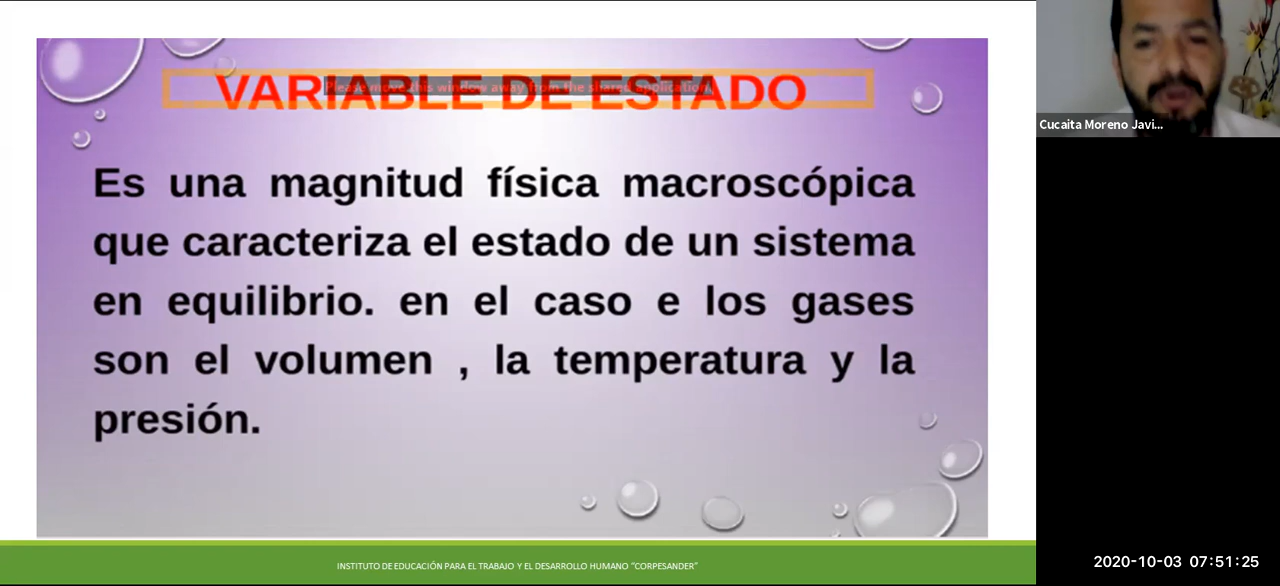 VARIABLE DE ESTADO
Please move this window away from the shared application.
Es una magnitud física macroscópica
que caracteriza el estado de un sistema
en equilibrio. en el caso e los gases
son el volumen , la temperatura y la
presión.
INSTITUTO DE EDUCACIÓN PARA EL TRABAJO Y EL DESARROLLO HUMANO "CORPESANDER"
Cucaita Moreno Javi...
2020-10-03 07:51:25